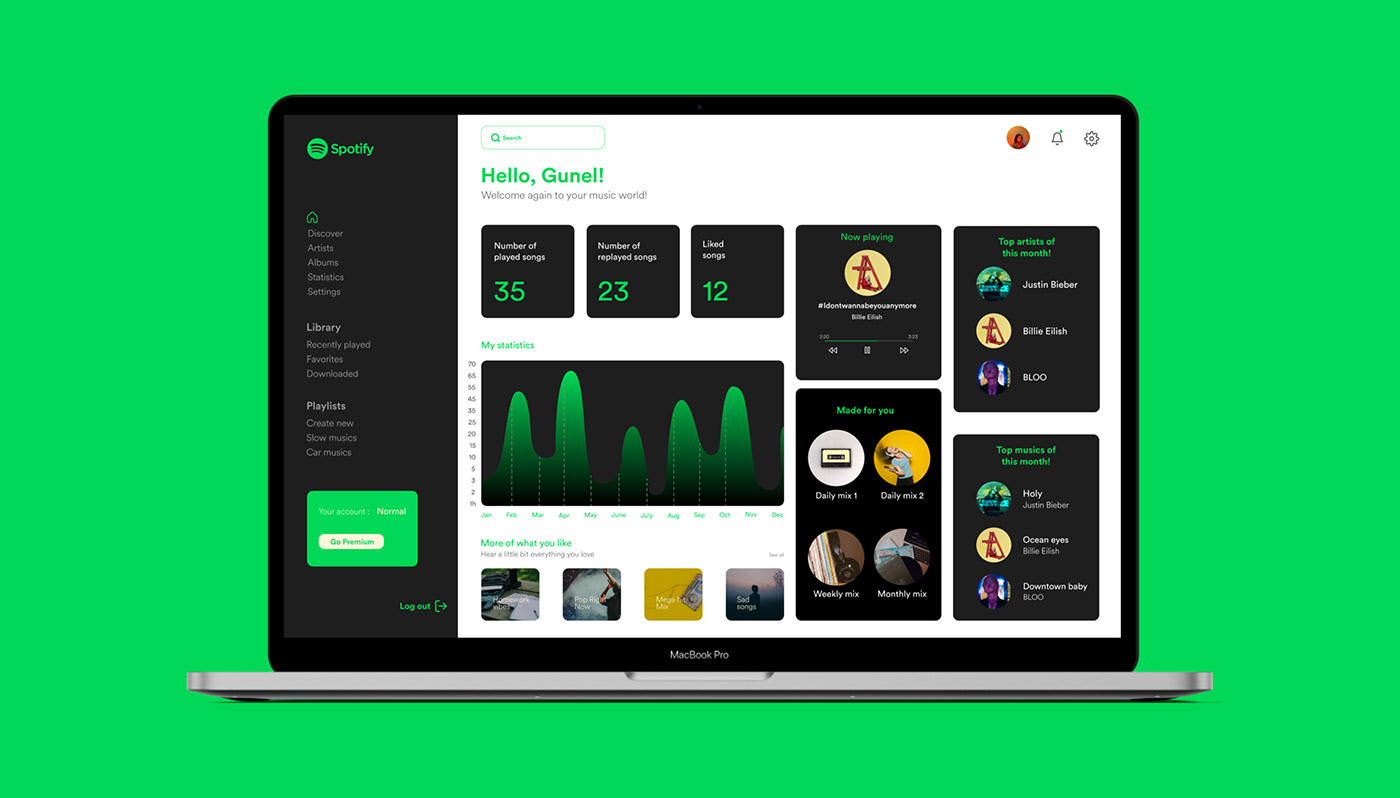 Spotify
Discover
Artists
Albums
Statistics
Settings
Library
Recently played
Favorites
Downloaded
Playlists
Create new
Slow musics
Car musics
Your account : Normal
Go Premium
Log out
Search
Hello, Gunel!
Welcome again to your music world!
Number of
played songs
35
Number of
replayed songs
23
Liked
songs
12
My statistics
70
65
55
45
35
25
20
15
10
5
3
2
1h
Jan Feb Mar Apr May June July Aug Sep Oct Nov Dec
More of what you like
Hear a little bit everything you love
See all
Homework
vibes
Pop Right
Now
Mega hit
Mix
Sad
songs
Now playing
#Idontwannabeyouanymore
Billie Eilish
2:20 3:23
Made for you
Daily mix 1
Daily mix 2
Weekly mix
Monthly mix
Top artists of
this month!
Justin Bieber
Billie Eilish
BLOO
Top musics of
this month!
Holy
Justin Bieber
Ocean eyes
Billie Eilish
Downtown baby
BLOO
MacBook Pro